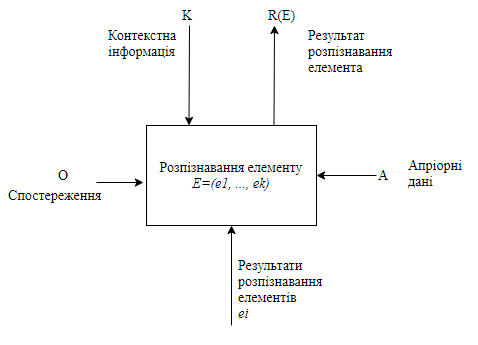 K
Контекстна
інформація
R(E)
Результат
розпізнавання
елемента
Розпізнавання елементу
E=(e1, ..., ek)
O
Спостереження
A
Апріорні
дані
Результати
розпізнавання
елементів
ei